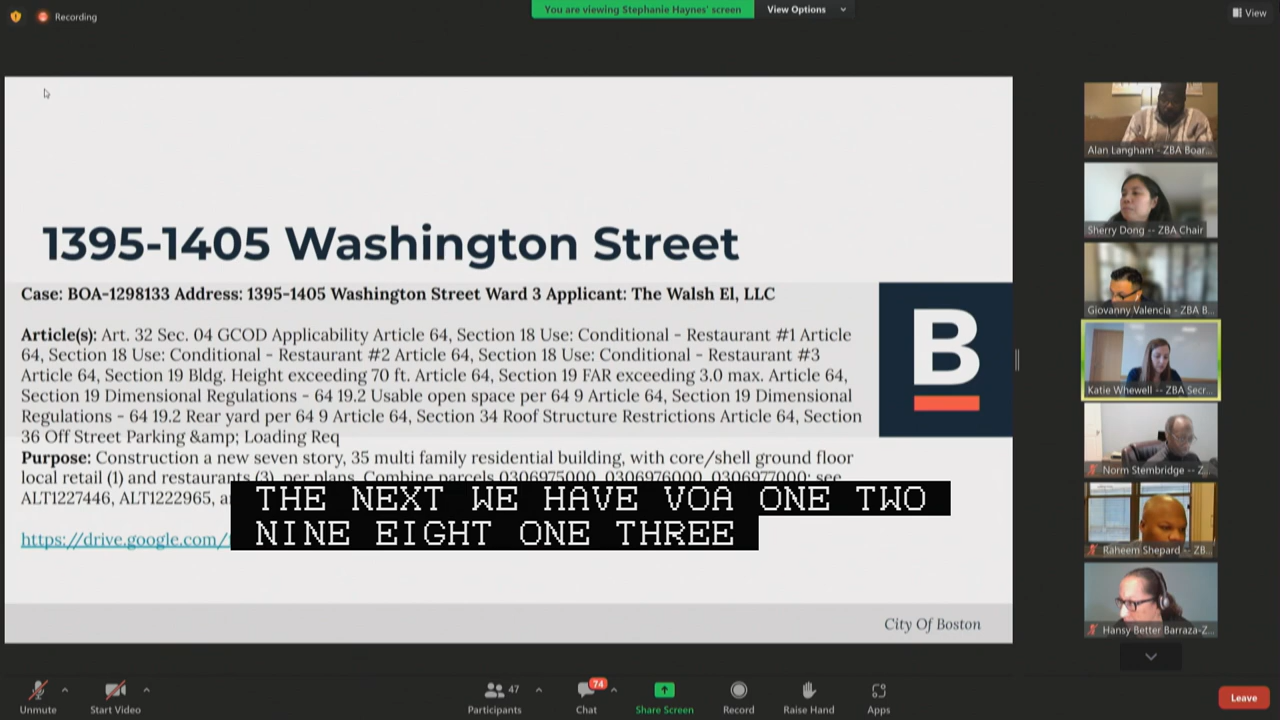 Recording
You are viewing Stephanie Haynes' screen
View Options
View
1395-1405 Washington Street
Case: BOA-1298133 Address: 1395-1405 Washington Street Ward 3 Applicant: The Walsh El, LLC
Article(s): Art. 32 Sec. 04 GCOD Applicability Article 64, Section 18 Use: Conditional - Restaurant #1 Article
64, Section 18 Use: Conditional - Restaurant #2 Article 64, Section 18 Use: Conditional - Restaurant #3
Article 64, Section 19 Bldg. Height exceeding 70 ft. Article 64, Section 19 FAR exceeding 3.0 max. Article 64,
Section 19 Dimensional Regulations - 64 19.2 Usable open space per 64 9 Article 64, Section 19 Dimensional
Regulations - 64 19.2 Rear yard per 64 9 Article 64, Section 34 Roof Structure Restrictions Article 64, Section
36 Off Street Parking &amp; Loading Req
Purpose: Construction a new seven story, 35 multi family residential building, with core/shell ground floor
local retail (1) and restaurants (3), per plans. Combine parcels 0306975000, 0306976000, 0306977000; see
ALT1227446, ALT1222965, a
https://drive.google.com/
THE NEXT WE HAVE VOA ONE TWO
NINE EIGHT ONE THREE
B
City Of Boston
Alan Langham - ZBA Boar...
Sherry Dong -- ZBA Chair
Giovanny Valencia -- ZBA B...
Katie Whewell -- ZBA Secr...
Norm Stembridge -- Z...
Raheem Shepard -- ZB...
Hansy Better Barraza-Z...
Unmute
Start Video
Participants
47
Chat
74
Share Screen
Record
Raise Hand
Apps
Leave